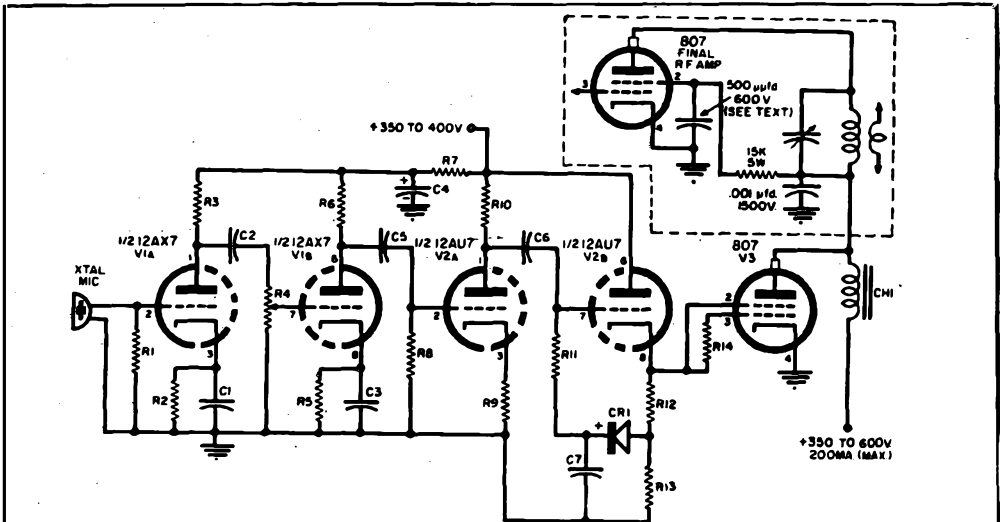 807
FINAL
RF AMP
3
2
4
500 µµfd
600 V
(SEE TEXT)
15K
5W
.001 µfd.
1500V.
+350 TO 400V
R7
C4
R3
R6
R10
1/2 12AX7
V1A
C2
1/2 12AX7
V1B
C5
1/2 12AU7
V2A
C6
1/2 12AU7
V2B
807
V3
CH1
XTAL
MIC
1
6
1
6
2
R4
7
2
7
2
3
R14
R1
3
8
R8
3
R11
8
4
R2
C1
R5
C3
R9
R12
+
CR1
C7
R13
+350 TO 600V.
200MA (MAX.)